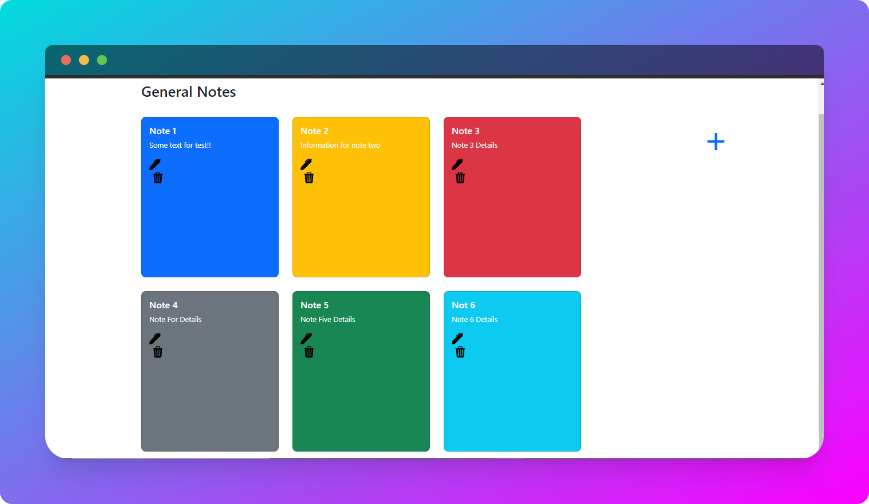 General Notes
Note 1
Some text for test!!
Note 2
Information for note two
Note 3
Note 3 Details
Note 4
Note For Details
Note 5
Note Five Details
Not 6
Note 6 Details